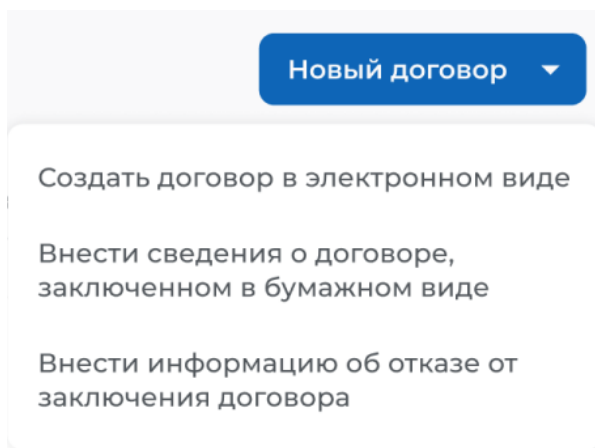 Новый договор
Создать договор в электронном виде
Внести сведения о договоре,
заключенном в бумажном виде
Внести информацию об отказе от
заключения договора